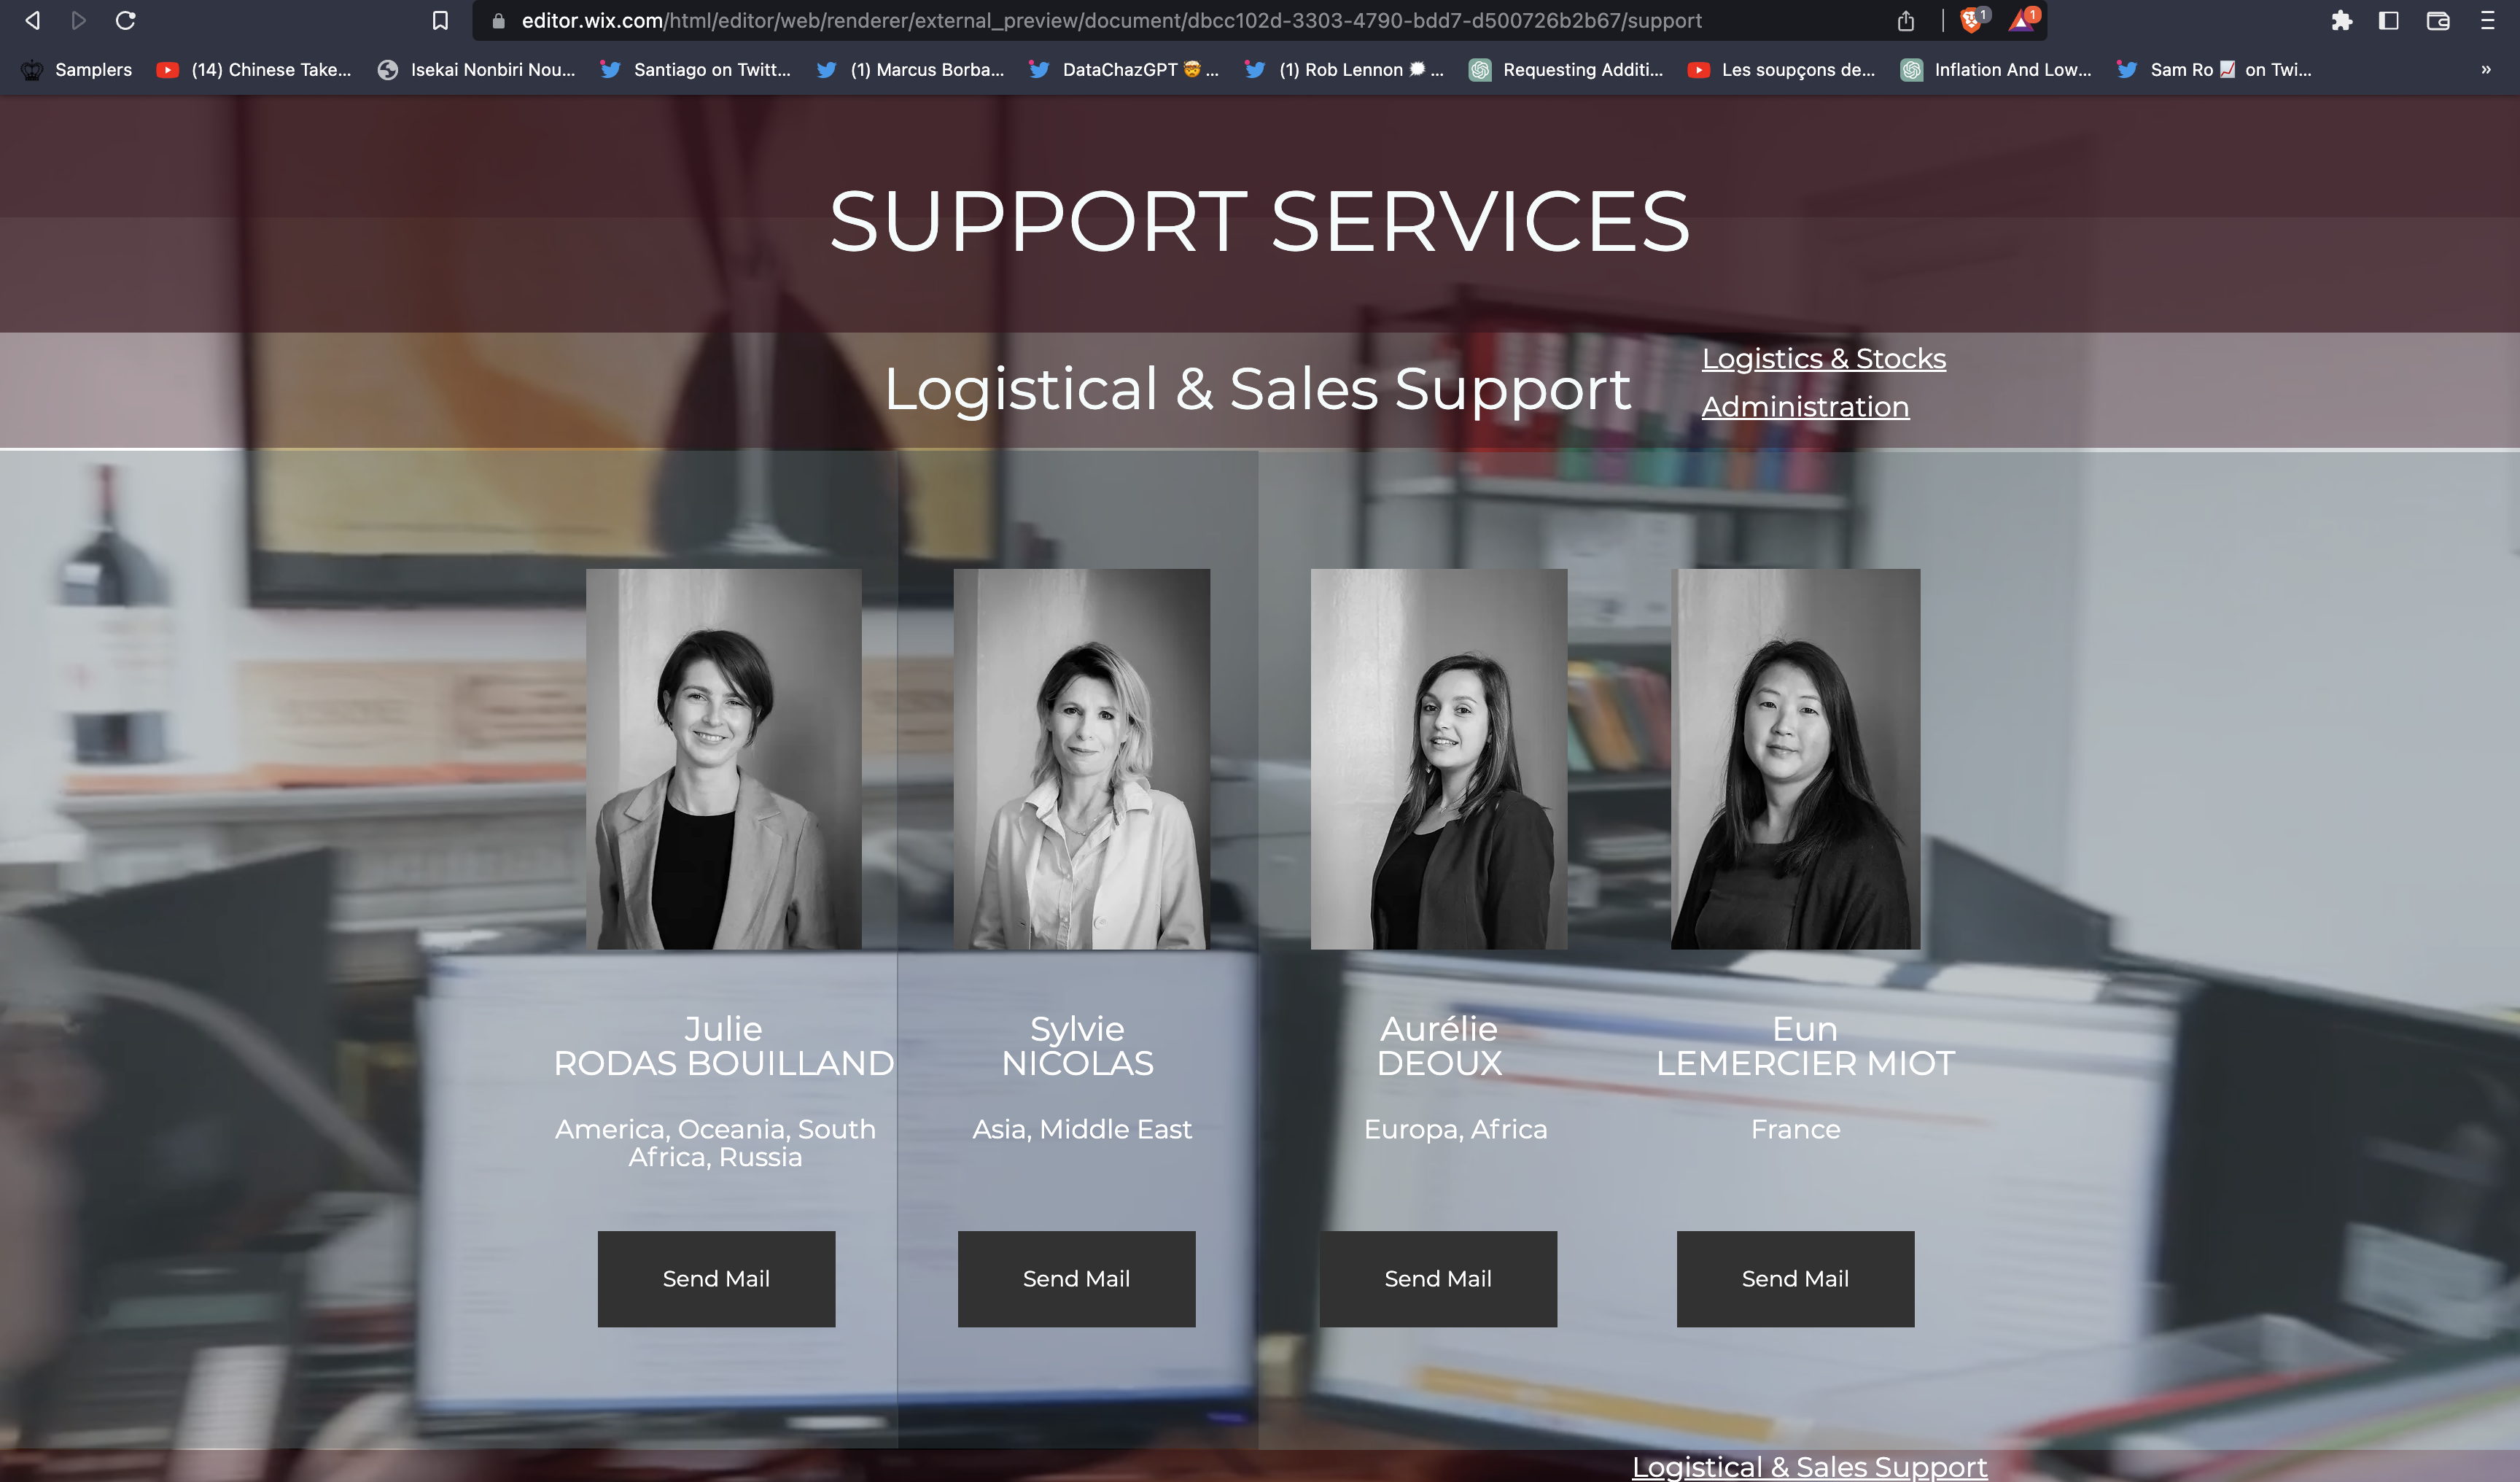 editor.wix.com/html/editor/web/renderer/external_preview/document/dbcc102d-3303-4790-bdd7-d500726b2b67/support
1
1
Samplers
(14) Chinese Take...
Isekai Nonbiri Nou...
Santiago on Twitt...
(1) Marcus Borba...
DataChazGPT 🤯 ...
(1) Rob Lennon 🗯 ...
Requesting Additi...
Les soupçons de...
Inflation And Low...
Sam Ro 📈 on Twi...
»
SUPPORT SERVICES
Logistical & Sales Support
Logistics & Stocks
Administration
Julie
RODAS BOUILLAND
America, Oceania, South
Africa, Russia
Send Mail
Sylvie
NICOLAS
Asia, Middle East
Send Mail
Aurélie
DEOUX
Europa, Africa
Send Mail
Eun
LEMERCIER MIOT
France
Send Mail
Logistical & Sales Support